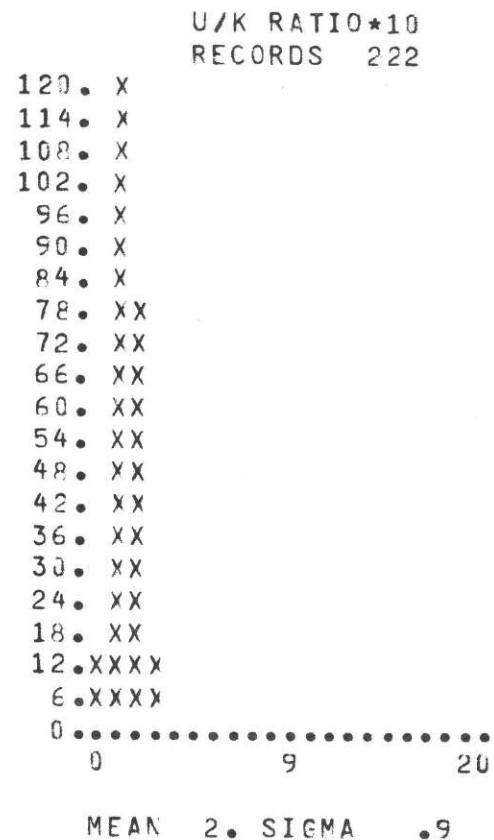 U/K RATIO*10
RECORDS 222
120. X
114. X
108. X
102. X
96. X
90. X
84. X
78. XX
72. XX
66. XX
60. XX
54. XX
48. XX
42. XX
36. XX
30. XX
24. XX
18. XX
12.XXXX
6.XXXX
0.....................
0 9 20
MEAN 2. SIGMA .9